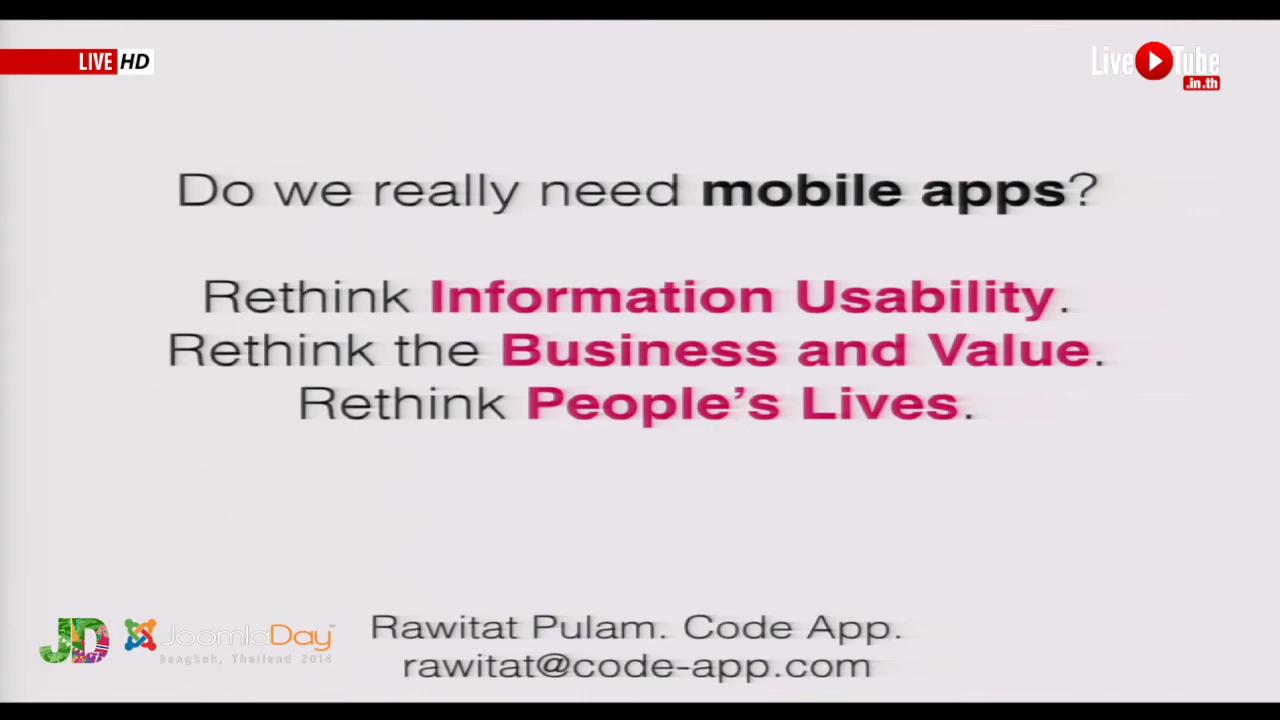 LIVE HD
Live Tube
.in.th
Do we really need mobile apps?
Rethink Information Usability.
Rethink the Business and Value.
Rethink People's Lives.
JD
JoomlaDay™
Bangkok, Thailand 2014
Rawitat Pulam. Code App.
rawitat@code-app.com